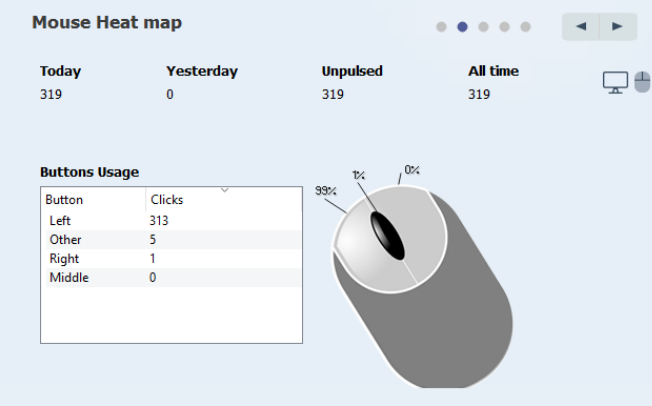 Mouse Heat map
Today Yesterday Unpulsed All time
319 0 319 319
Buttons Usage
99% 1% 0%
Button Clicks
Left 313
Other 5
Right 1
Middle 0